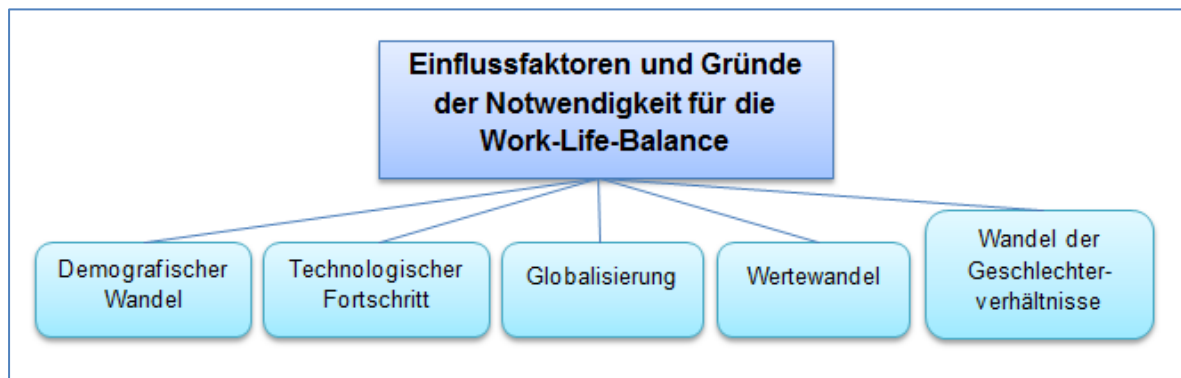 Einflussfaktoren und Gründe
der Notwendigkeit für die
Work-Life-Balance
Demografischer
Wandel
Technologischer
Fortschritt
Globalisierung
Wertewandel
Wandel der
Geschlechter-
verhältnisse